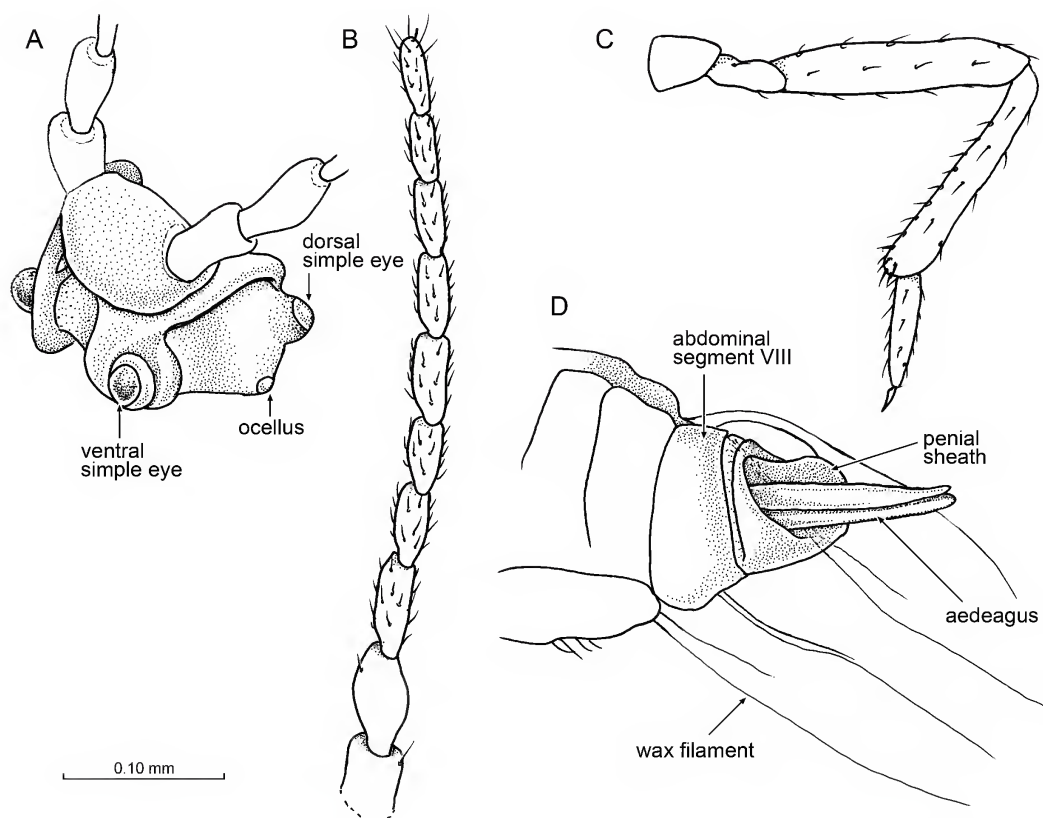 A
B
C
dorsal
simple eye
ventral
simple eye
ocellus
0.10 mm
D
abdominal
segment VIII
penial
sheath
aedeagus
wax filament